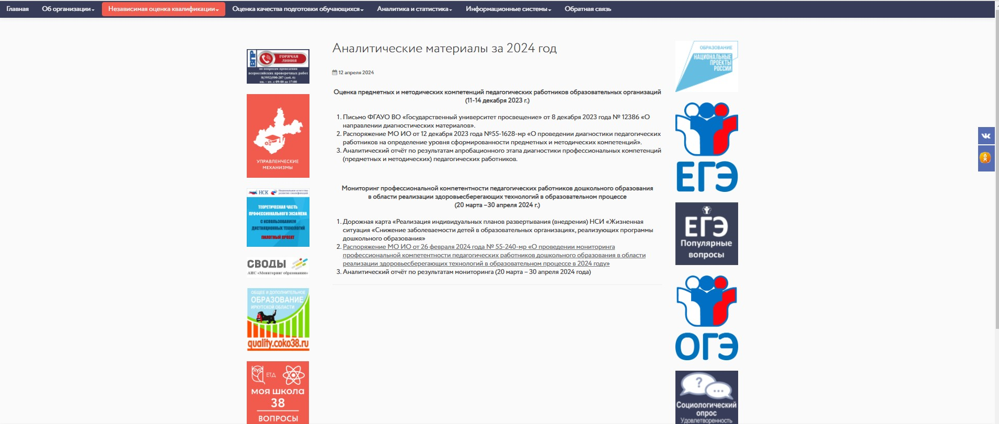 Главная Об организации Независимая оценка квалификации Оценка качества подготовки обучающихся Аналитика и статистика Информационные системы Обратная связь
ВПР
ГОРЯЧАЯ
ЛИНИЯ
по вопросам проведения
всероссийских проверочных работ
8(3952)500-287 (доб. 6)
пн. – пт. с 09:00 до 17:00
УПРАВЛЕНЧЕСКИЕ
МЕХАНИЗМЫ
НСК Национальное агентство
развития квалификаций
ТЕОРЕТИЧЕСКАЯ ЧАСТЬ
ПРОФЕССИОНАЛЬНОГО ЭКЗАМЕНА
С ИСПОЛЬЗОВАНИЕМ
ДИСТАНЦИОННЫХ ТЕХНОЛОГИЙ
ПИЛОТНЫЙ ПРОЕКТ
СВОДЫ
АИС «Мониторинг образования»
ОБЩЕЕ И ДОПОЛНИТЕЛЬНОЕ
ОБРАЗОВАНИЕ
ИРКУТСКОЙ ОБЛАСТИ
quality.coko38.ru
ЕТД
МОЯ ШКОЛА
38
ВОПРОСЫ
Аналитические материалы за 2024 год
12 апреля 2024
Оценка предметных и методических компетенций педагогических работников образовательных организаций
(11-14 декабря 2023 г.)
1. Письмо ФГАУО ВО «Государственный университет просвещение» от 8 декабря 2023 года № 12386 «О
направлении диагностических материалов».
2. Распоряжение МО ИО от 12 декабря 2023 года №55-1628-мр «О проведении диагностики педагогических
работников на определение уровня сформированности предметных и методических компетенций».
3. Аналитический отчёт по результатам апробационного этапа диагностики профессиональных компетенций
(предметных и методических) педагогических работников.
Мониторинг профессиональной компетентности педагогических работников дошкольного образования
в области реализации здоровьесберегающих технологий в образовательном процессе
(20 марта –30 апреля 2024 г.)
1. Дорожная карта «Реализация индивидуальных планов развертывания (внедрения) НСИ «Жизненная
ситуация «Снижение заболеваемости детей в образовательных организациях, реализующих программы
дошкольного образования»
2. Распоряжение МО ИО от 26 февраля 2024 года № 55-240-мр «О проведении мониторинга
профессиональной компетентности педагогических работников дошкольного образования в области
реализации здоровьесберегающих технологий в образовательном процессе в 2024 году»
3. Аналитический отчёт по результатам мониторинга (20 марта – 30 апреля 2024 года)
ОБРАЗОВАНИЕ
НАЦИОНАЛЬНЫЕ
ПРОЕКТЫ
РОССИИ
ЕГЭ
ЕГЭ
Популярные
вопросы
ОГЭ
?
...
Социологический
опрос
Удовлетворенность